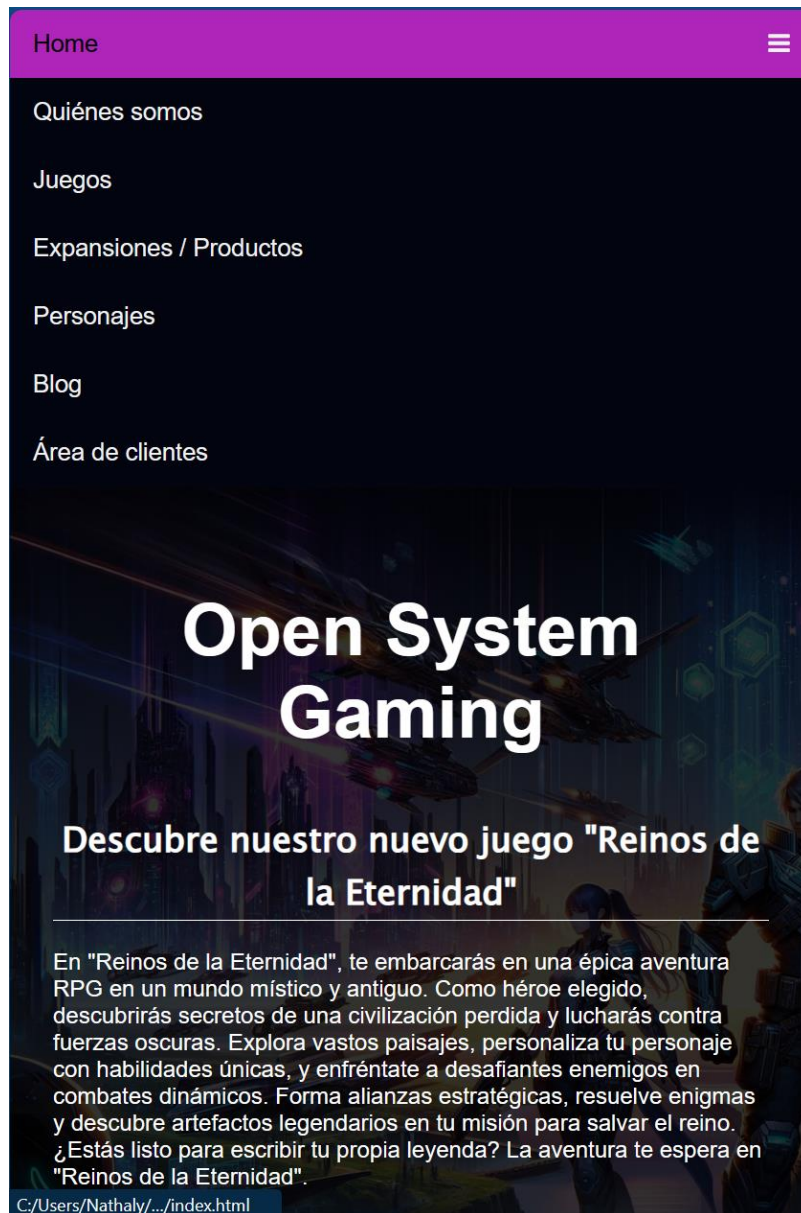 Home
Quiénes somos
Juegos
Expansiones / Productos
Personajes
Blog
Área de clientes
Open System
Gaming
Descubre nuestro nuevo juego "Reinos de
la Eternidad"
En "Reinos de la Eternidad", te embarcarás en una épica aventura
RPG en un mundo místico y antiguo. Como héroe elegido,
descubrirás secretos de una civilización perdida y lucharás contra
fuerzas oscuras. Explora vastos paisajes, personaliza tu personaje
con habilidades únicas, y enfréntate a desafiantes enemigos en
combates dinámicos. Forma alianzas estratégicas, resuelve enigmas
y descubre artefactos legendarios en tu misión para salvar el reino.
¿Estás listo para escribir tu propia leyenda? La aventura te espera en
"Reinos de la Eternidad".
C:/Users/Nathaly/.../index.html